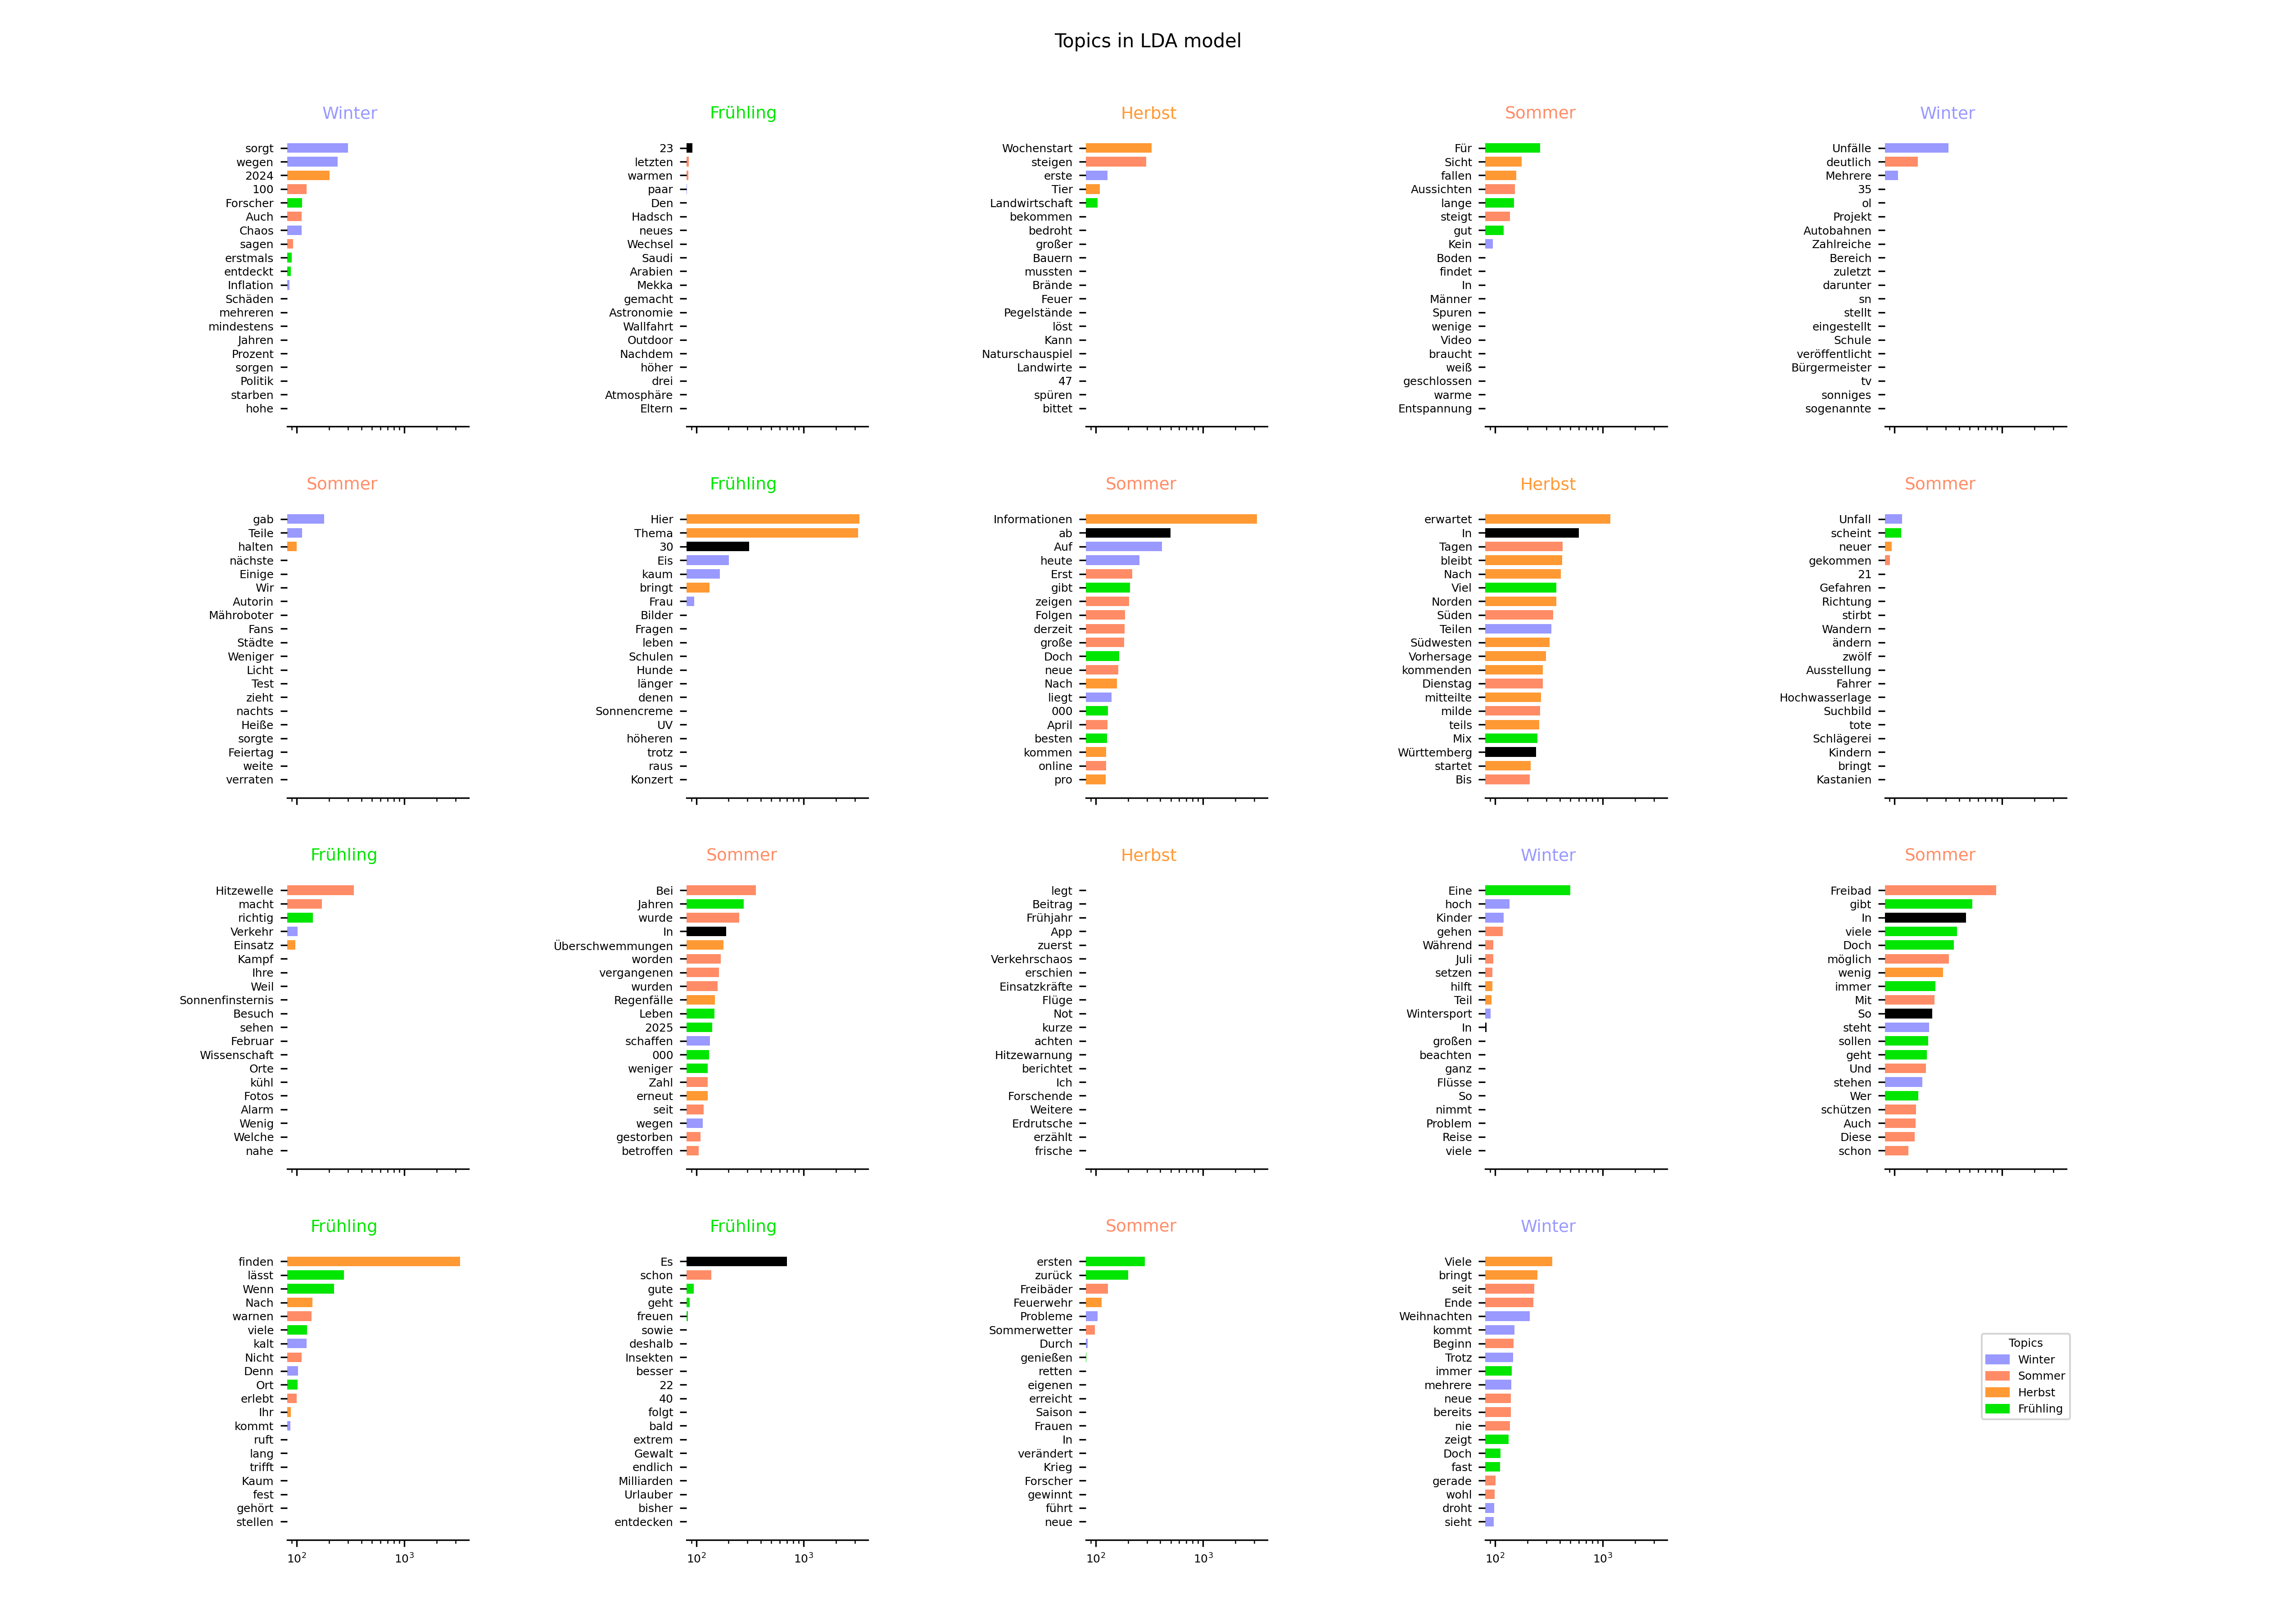 Topics in LDA model
Winter
sorgt
wegen
2024
100
Forscher
Auch
Chaos
sagen
erstmals
entdeckt
Inflation
Schäden
mehreren
mindestens
Jahren
Prozent
sorgen
Politik
starben
hohe
Frühling
23
letzten
warmen
paar
Den
Hadsch
neues
Wechsel
Saudi
Arabien
Mekka
gemacht
Astronomie
Wallfahrt
Outdoor
Nachdem
höher
drei
Atmosphäre
Eltern
Herbst
Wochenstart
steigen
erste
Tier
Landwirtschaft
bekommen
bedroht
großer
Bauern
mussten
Brände
Feuer
Pegelstände
löst
Kann
Naturschauspiel
Landwirte
47
spüren
bittet
Sommer
Für
Sicht
fallen
Aussichten
lange
steigt
gut
Kein
Boden
findet
In
Männer
Spuren
wenige
Video
braucht
weiß
geschlossen
warme
Entspannung
Winter
Unfälle
deutlich
Mehrere
35
ol
Projekt
Autobahnen
Zahlreiche
Bereich
zuletzt
darunter
sn
stellt
eingestellt
Schule
veröffentlicht
Bürgermeister
tv
sonniges
sogenannte
Sommer
gab
Teile
halten
nächste
Einige
Wir
Autorin
Mähroboter
Fans
Städte
Weniger
Licht
Test
zieht
nachts
Heiße
sorgte
Feiertag
weite
verraten
Frühling
Hier
Thema
30
Eis
kaum
bringt
Frau
Bilder
Fragen
leben
Schulen
Hunde
länger
denen
Sonnencreme
UV
höheren
trotz
raus
Konzert
Sommer
Informationen
ab
Auf
heute
Erst
gibt
zeigen
Folgen
derzeit
große
Doch
neue
Nach
liegt
000
April
besten
kommen
online
pro
Herbst
erwartet
In
Tagen
bleibt
Nach
Viel
Norden
Süden
Teilen
Südwesten
Vorhersage
kommenden
Dienstag
mitteilte
milde
teils
Mix
Württemberg
startet
Bis
Sommer
Unfall
scheint
neuer
gekommen
21
Gefahren
Richtung
stirbt
Wandern
ändern
zwölf
Ausstellung
Fahrer
Hochwasserlage
Suchbild
tote
Schlägerei
Kindern
bringt
Kastanien
Frühling
Hitzewelle
macht
richtig
Verkehr
Einsatz
Kampf
Ihre
Weil
Sonnenfinsternis
Besuch
sehen
Februar
Wissenschaft
Orte
kühl
Fotos
Alarm
Wenig
Welche
nahe
Sommer
Bei
Jahren
wurde
In
Überschwemmungen
worden
vergangenen
wurden
Regenfälle
Leben
2025
schaffen
000
weniger
Zahl
erneut
seit
wegen
gestorben
betroffen
Herbst
legt
Beitrag
Frühjahr
App
zuerst
Verkehrschaos
erschien
Einsatzkräfte
Flüge
Not
kurze
achten
Hitzewarnung
berichtet
Ich
Forschende
Weitere
Erdrutsche
erzählt
frische
Winter
Eine
hoch
Kinder
gehen
Während
Juli
setzen
hilft
Teil
Wintersport
In
großen
beachten
ganz
Flüsse
So
nimmt
Problem
Reise
viele
Sommer
Freibad
gibt
In
viele
Doch
möglich
wenig
immer
Mit
So
steht
sollen
geht
Und
stehen
Wer
schützen
Auch
Diese
schon
Frühling
finden
lässt
Wenn
Nach
warnen
viele
kalt
Nicht
Denn
Ort
erlebt
Ihr
kommt
ruft
lang
trifft
Kaum
fest
gehört
stellen
10² 10³
Frühling
Es
schon
gute
geht
freuen
sowie
deshalb
Insekten
besser
22
40
folgt
bald
extrem
Gewalt
endlich
Milliarden
Urlauber
bisher
entdecken
10² 10³
Sommer
ersten
zurück
Freibäder
Feuerwehr
Probleme
Sommerwetter
Durch
genießen
retten
eigenen
erreicht
Saison
Frauen
In
verändert
Krieg
Forscher
gewinnt
führt
neue
10² 10³
Winter
Viele
bringt
seit
Ende
Weihnachten
kommt
Beginn
Trotz
immer
mehrere
neue
bereits
nie
zeigt
Doch
fast
gerade
wohl
droht
sieht
10² 10³
Topics
Winter
Sommer
Herbst
Frühling